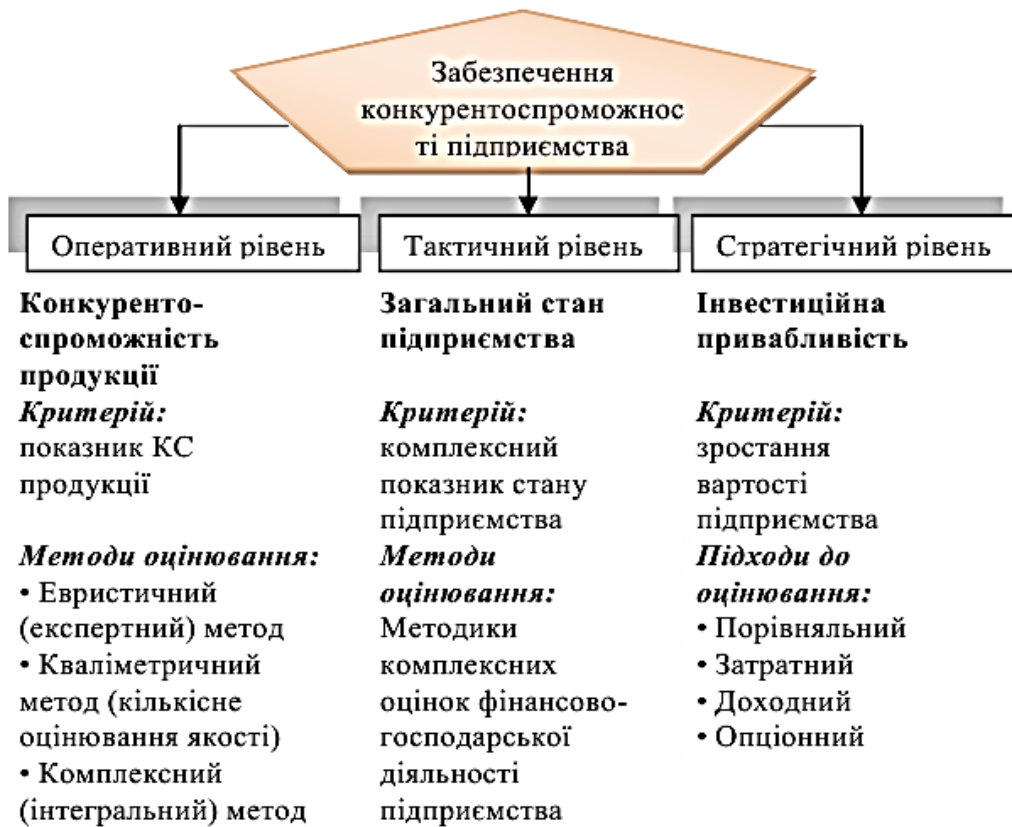 Забезпечення
конкурентоспроможнос
ті підприємства
Оперативний рівень
Тактичний рівень
Стратегічний рівень
Конкуренто-
спроможність
продукції
Критерій:
показник КС
продукції
Методи оцінювання:
• Евристичний
(експертний) метод
• Кваліметричний
метод (кількісне
оцінювання якості)
• Комплексний
(інтегральний) метод
Загальний стан
підприємства
Критерій:
комплексний
показник стану
підприємства
Методи
оцінювання:
Методики
комплексних
оцінок фінансово-
господарської
діяльності
підприємства
Інвестиційна
привабливість
Критерій:
зростання
вартості
підприємства
Підходи до
оцінювання:
• Порівняльний
• Затратний
• Доходний
• Опціонний